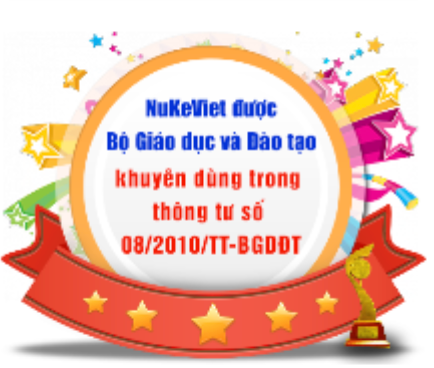 NuKeViet được
Bộ Giáo dục và Đào tạo
khuyên dùng trong
thông tư số
08/2010/TT-BGDĐT